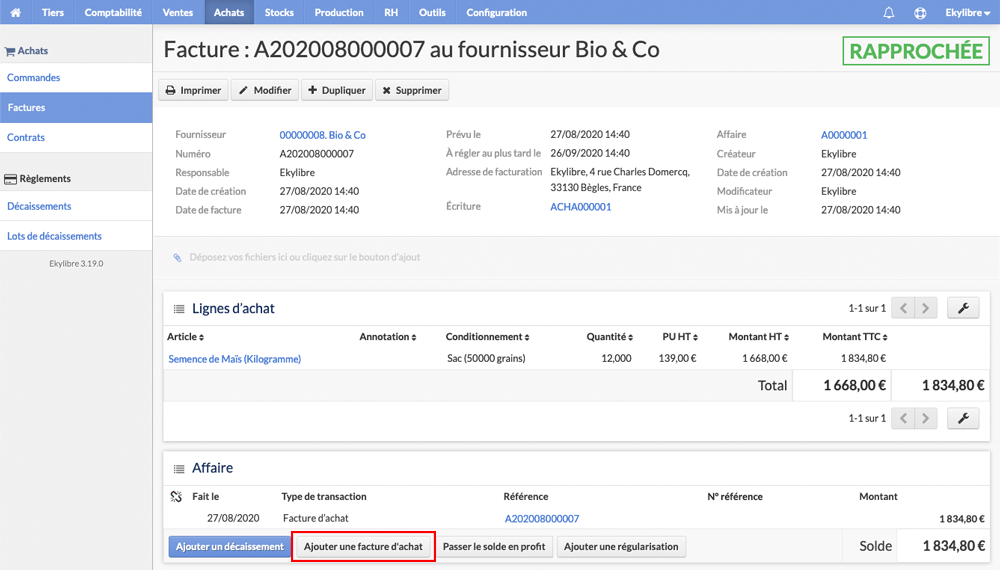 Tiers Comptabilité Ventes Achats Stocks Production RH Outils Configuration Ekylibre
Achats
Commandes
Factures
Contrats
Règlements
Décaissements
Lots de décaissements
Ekylibre 3.19.0
Facture : A202008000007 au fournisseur Bio & Co
RAPPROCHÉE
Imprimer Modifier Dupliquer Supprimer
Fournisseur 00000008. Bio & Co
Numéro A202008000007
Responsable Ekylibre
Date de création 27/08/2020 14:40
Date de facture 27/08/2020 14:40
Prévu le 27/08/2020 14:40
À régler au plus tard le 26/09/2020 14:40
Adresse de facturation Ekylibre, 4 rue Charles Domercq,
33130 Bègles, France
Écriture ACHA000001
Affaire A0000001
Créateur Ekylibre
Date de création 27/08/2020 14:40
Modificateur Ekylibre
Mis à jour le 27/08/2020 14:40
Déposez vos fichiers ici ou cliquez sur le bouton d'ajout
Lignes d'achat 1-1 sur 1
Article Annotation Conditionnement Quantité PU HT Montant HT Montant TTC
Semence de Maïs (Kilogramme) Sac (50000 grains) 12,000 139,00 € 1 668,00 € 1 834,80 €
Total 1 668,00 € 1 834,80 €
1-1 sur 1
Affaire
Fait le Type de transaction Référence N° référence Montant
27/08/2020 Facture d'achat A202008000007 1 834,80 €
Ajouter un décaissement Ajouter une facture d'achat Passer le solde en profit Ajouter une régularisation Solde 1 834,80 €